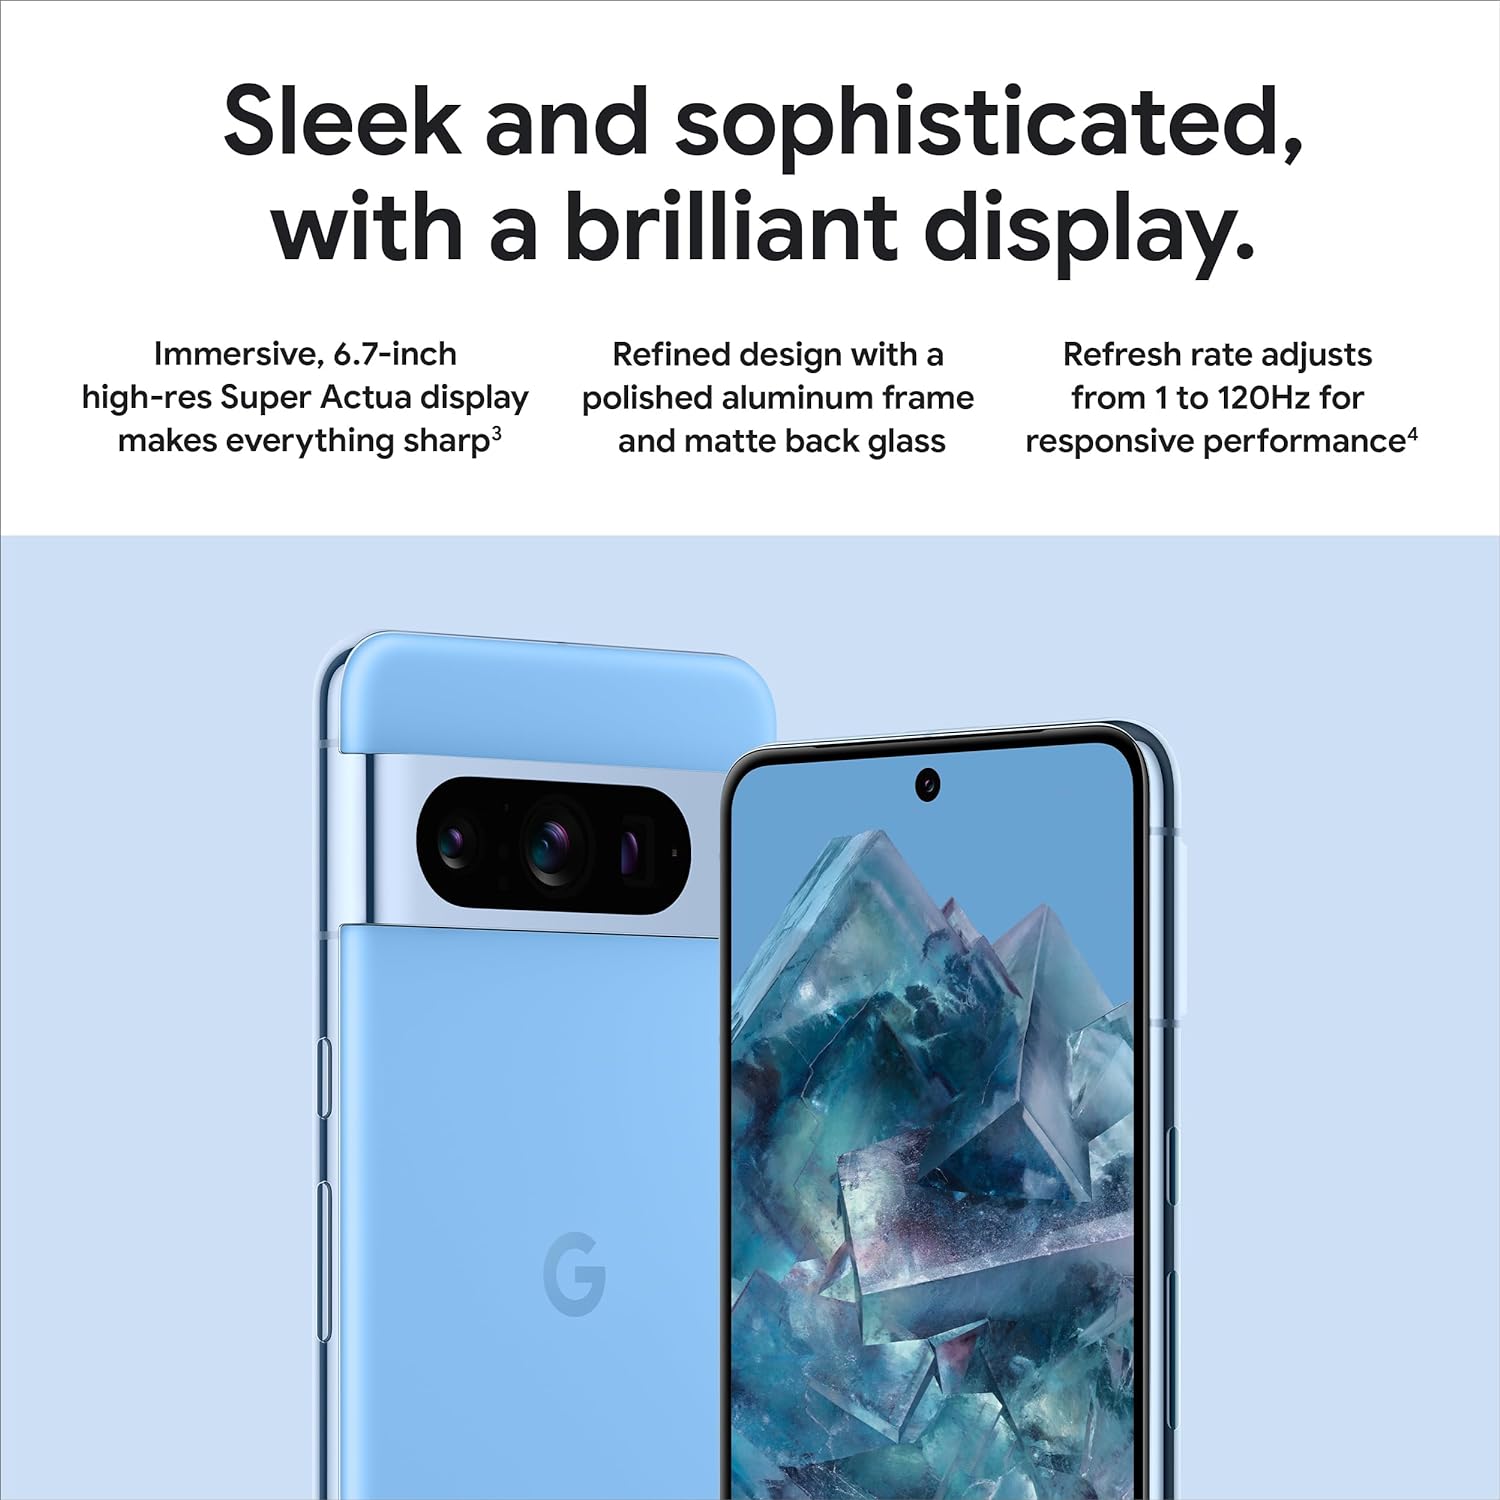 Sleek and sophisticated,
with a brilliant display.
Immersive, 6.7-inch
high-res Super Actua display
makes everything sharp³
Refined design with a
polished aluminum frame
and matte back glass
Refresh rate adjusts
from 1 to 120Hz for
responsive performance⁴
G